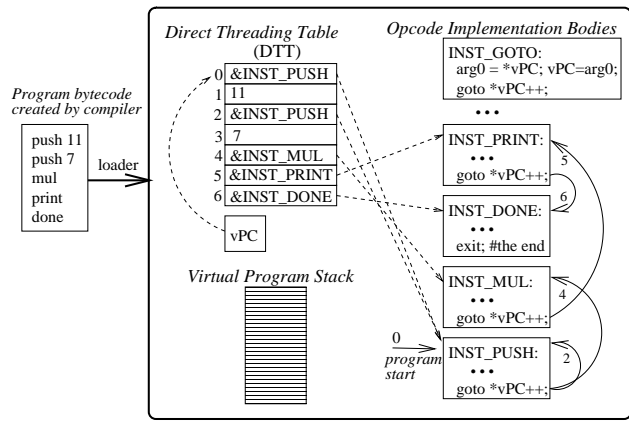 Direct Threading Table
(DTT)
Opcode Implementation Bodies
Program bytecode
created by compiler
push 11
push 7
mul
print
done
loader
0 &INST_PUSH
1 11
2 &INST_PUSH
3 7
4 &INST_MUL
5 &INST_PRINT
6 &INST_DONE
vPC
Virtual Program Stack
INST_GOTO:
arg0 = *vPC; vPC=arg0;
goto *vPC++;
•••
INST_PRINT:
•••
goto *vPC++;
5
6
INST_DONE:
•••
exit; #the end
INST_MUL:
•••
goto *vPC++;
4
0
program
start
INST_PUSH:
•••
goto *vPC++;
2